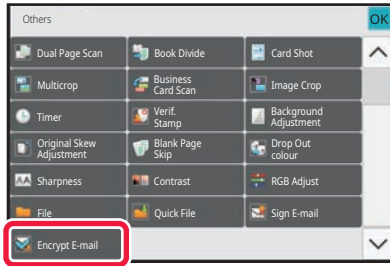 Others
OK
Dual Page Scan
Book Divide
Card Shot
Multicrop
Business
Card Scan
Image Crop
Timer
Verif.
Stamp
Background
Adjustment
Original Skew
Adjustment
Blank Page
Skip
Drop Out
colour
AA
Sharpness
Contrast
RGB Adjust
File
Quick File
Sign E-mail
Encrypt E-mail